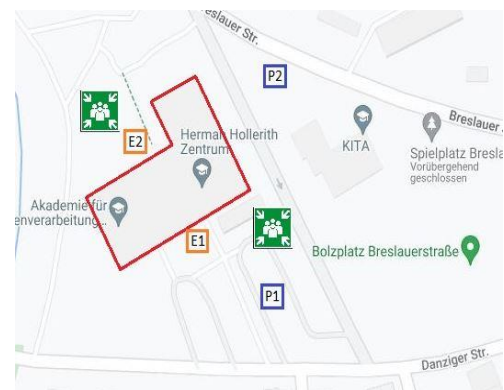 Breslauer Str.
P2
E2
Herman Hollerith
Zentrum
KITA
Breslauer
Spielplatz Bresla
Vorübergehend
geschlossen
Akademie für
enverarbeitung...
E1
Bolzplatz Breslauerstraße
P1
Danziger Str.